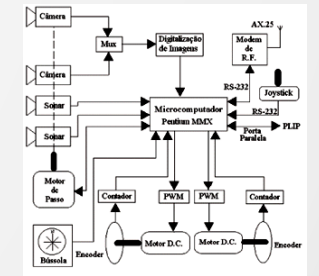 Câmera
Mux
Digitalização
de Imagens
AX.25
Modem
de
R.F.
Câmera
RS-232
Joystick
Sonar
Microcomputador
Pentium MMX
RS-232
Sonar
Porta
Paralela
PLIP
Motor
de
Passo
Contador
PWM
PWM
Contador
Bússola
Encoder
Motor D.C.
Motor D.C.
Encoder